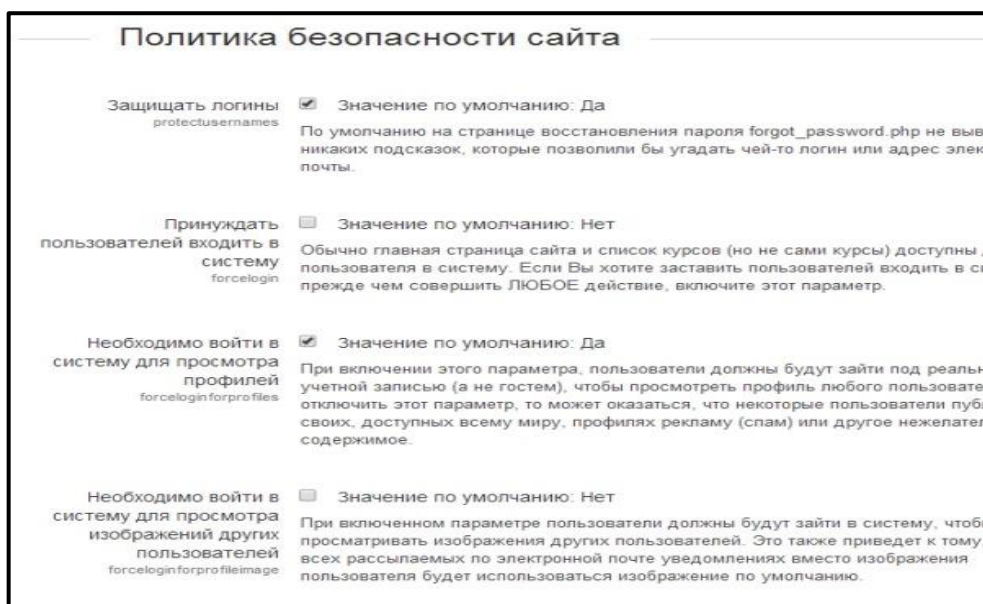 Политика безопасности сайта
Защищать логины
protectusernames
Значение по умолчанию: Да
По умолчанию на странице восстановления пароля forgot_password.php не
никаких подсказок, которые позволили бы угадать чей-то логин или адрес
почты.
Принуждать
пользователей входить в
систему
forcelogin
Значение по умолчанию: Нет
Обычно главная страница сайта и список курсов (но не сами курсы) доступны
пользователя в систему. Если Вы хотите заставить пользователей входить в
прежде чем совершить ЛЮБОЕ действие, включите этот параметр.
Необходимо войти в
систему для просмотра
профилей
forceloginforprofiles
Значение по умолчанию: Да
При включении этого параметра, пользователи должны будут зайти под
учетной записью (а не гостем), чтобы просмотреть профиль любого
отключить этот параметр, то может оказаться, что некоторые пользователи
своих, доступных всему миру, профилях рекламу (спам) или другое
содержимое.
Необходимо войти в
систему для просмотра
изображений других
пользователей
forceloginforprofileimage
Значение по умолчанию: Нет
При включенном параметре пользователи должны будут зайти в систему,
просматривать изображения других пользователей. Это также приведет к тому
всех рассылаемых по электронной почте уведомлениях вместо изображения
пользователя будет использоваться изображение по умолчанию.